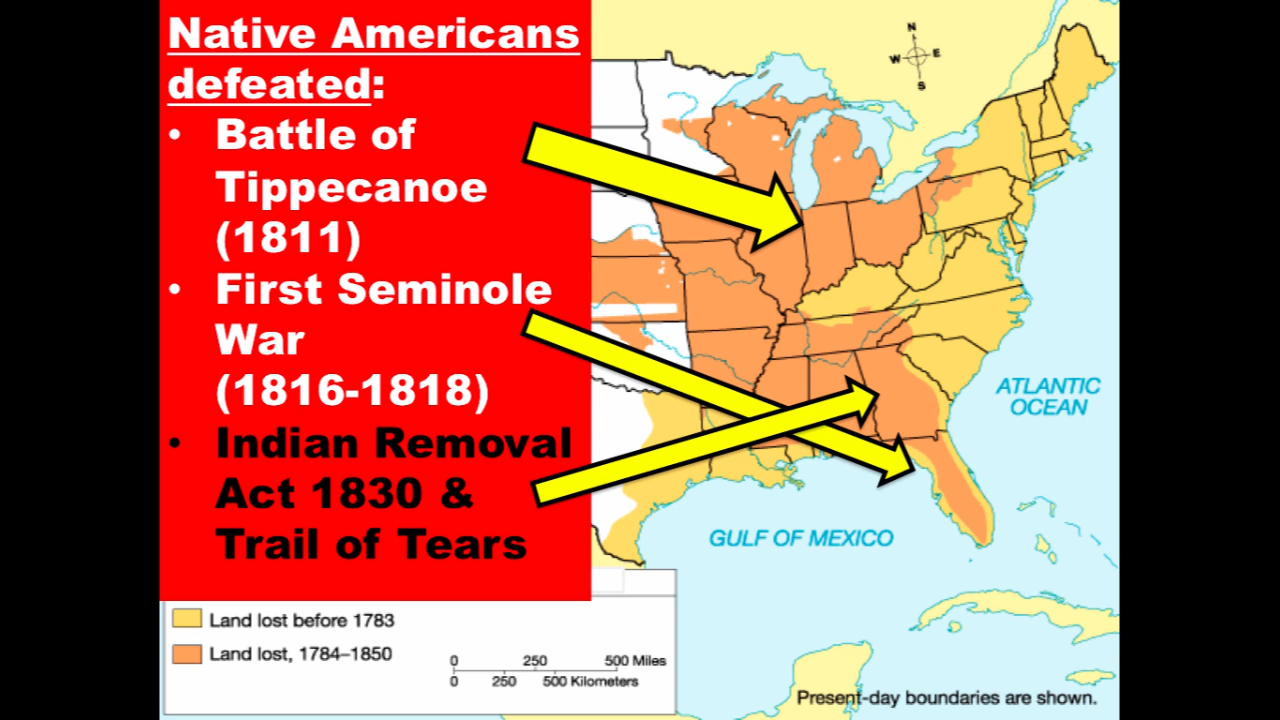 Native Americans
defeated:
• Battle of
Tippecanoe
(1811)
• First Seminole
War
(1816-1818)
• Indian Removal
Act 1830 &
Trail of Tears
N
W E
S
ATLANTIC
OCEAN
GULF OF MEXICO
Land lost before 1783
Land lost, 1784–1850
0 250 500 Miles
0 250 500 Kilometers
Present-day boundaries are shown.